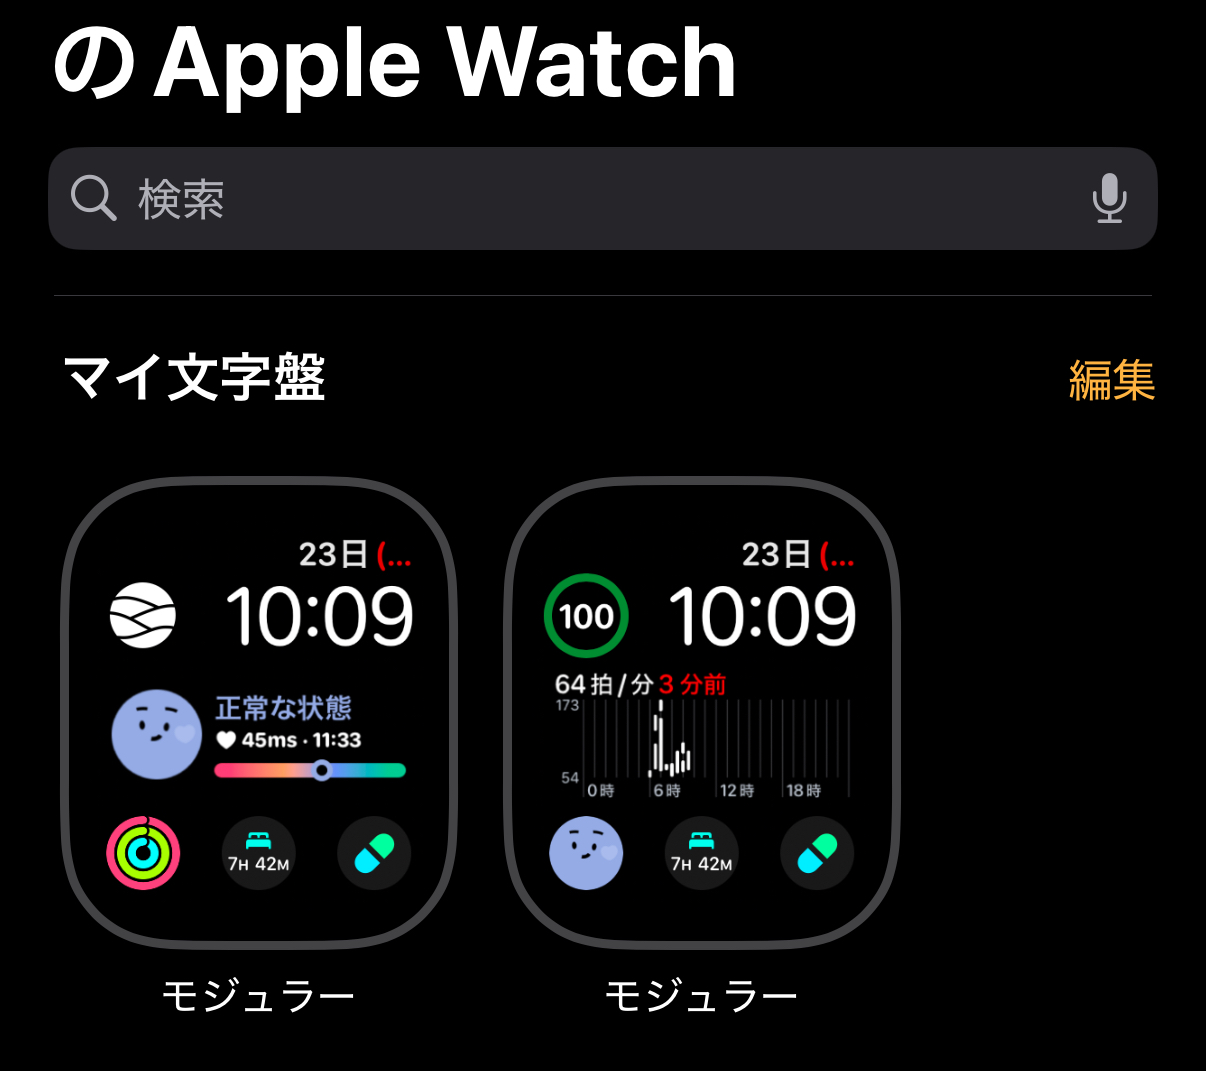 の Apple Watch
検索
マイ文字盤
編集
23日 (...
10:09
正常な状態
45ms · 11:33
7H 42M
モジュラー
23日 (...
100
10:09
64 拍 / 分 3 分前
173
54
0時 6時 12時 18時
7H 42M
モジュラー